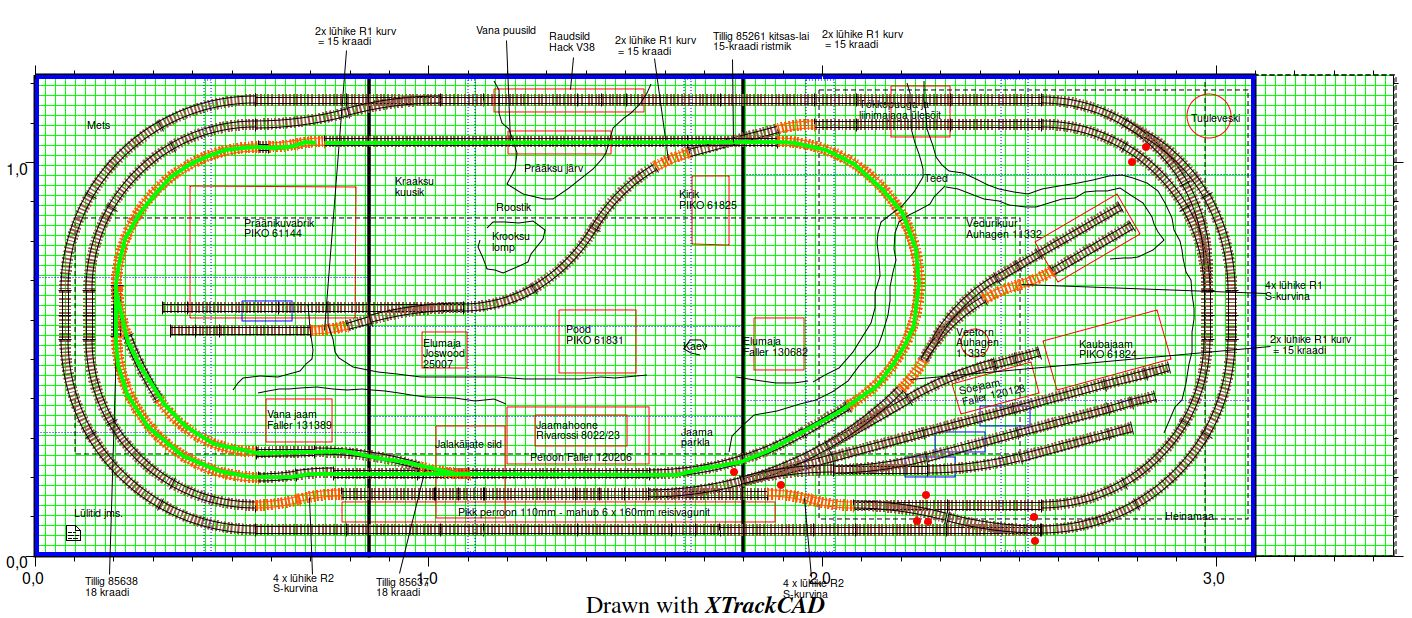 2x lühike R1 kurv
= 15 kraadi
Vana puusild
Raudsild
Hack V38
2x lühike R1 kurv
= 15 kraadi
Tillig 85261 kitsas-lai
15-kraadi ristmik
2x lühike R1 kurv
= 15 kraadi
Mets
liinimajaga ülesõit
Tuuleveski
1,0
Prääksu järv
Kraaksu
kuusik
Teed
Kirik
PIKO 61825
Roostik
Präänikuvabrik
PIKO 61144
Krooksu
lomp
Vedurikuur
Auhagen 11332
4x lühike R1
S-kurvina
Pood
PIKO 61831
Elumaja
Joswood
25007
Kaev
Elumaja
Faller 130682
Veetorn
Auhagen
11335
Kaubajaam
PIKO 61824
2x lühike R1 kurv
= 15 kraadi
Söejaam
Faller 120128
Vana jaam
Faller 131389
Jaamahoone
Rivarossi 8022/23
Jalakäijate sild
Jaama
parkla
Peroon Faller 120206
Pikk perroon 110mm - mahub 6 x 160mm reisivagunit
Lülitid jms.
Heinamaa
0,0
0,0
1,0
2,0
3,0
Tillig 85638
18 kraadi
4 x lühike R2
S-kurvina
Tillig 85637
18 kraadi
4 x lühike R2
S-kurvina
Drawn with XTrackCAD